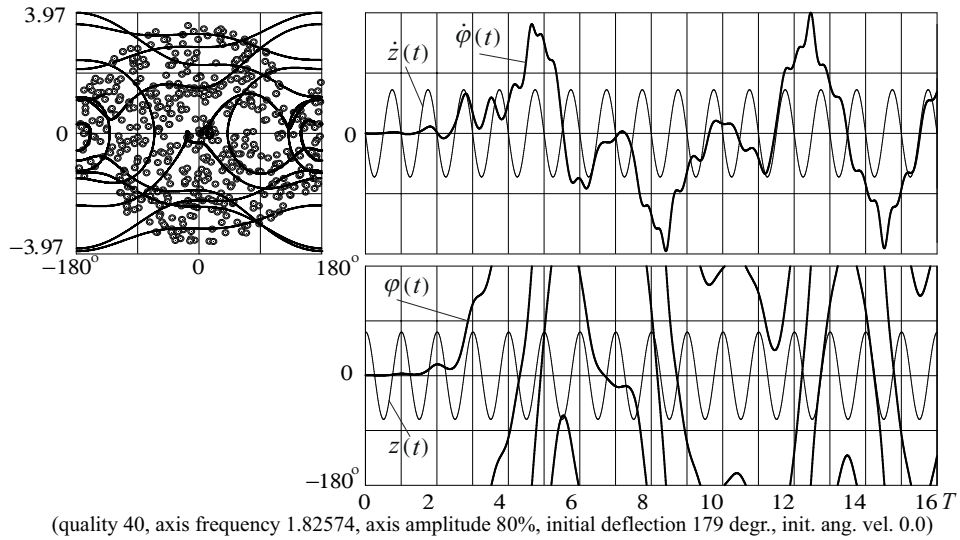 3.97
0
−3.97
−180°
0
180°
ż(t)
φ̇(t)
0
180°
φ(t)
0
z(t)
−180°
0 2 4 6 8 10 12 14 16 T
(quality 40, axis frequency 1.82574, axis amplitude 80%, initial deflection 179 degr., init. ang. vel. 0.0)